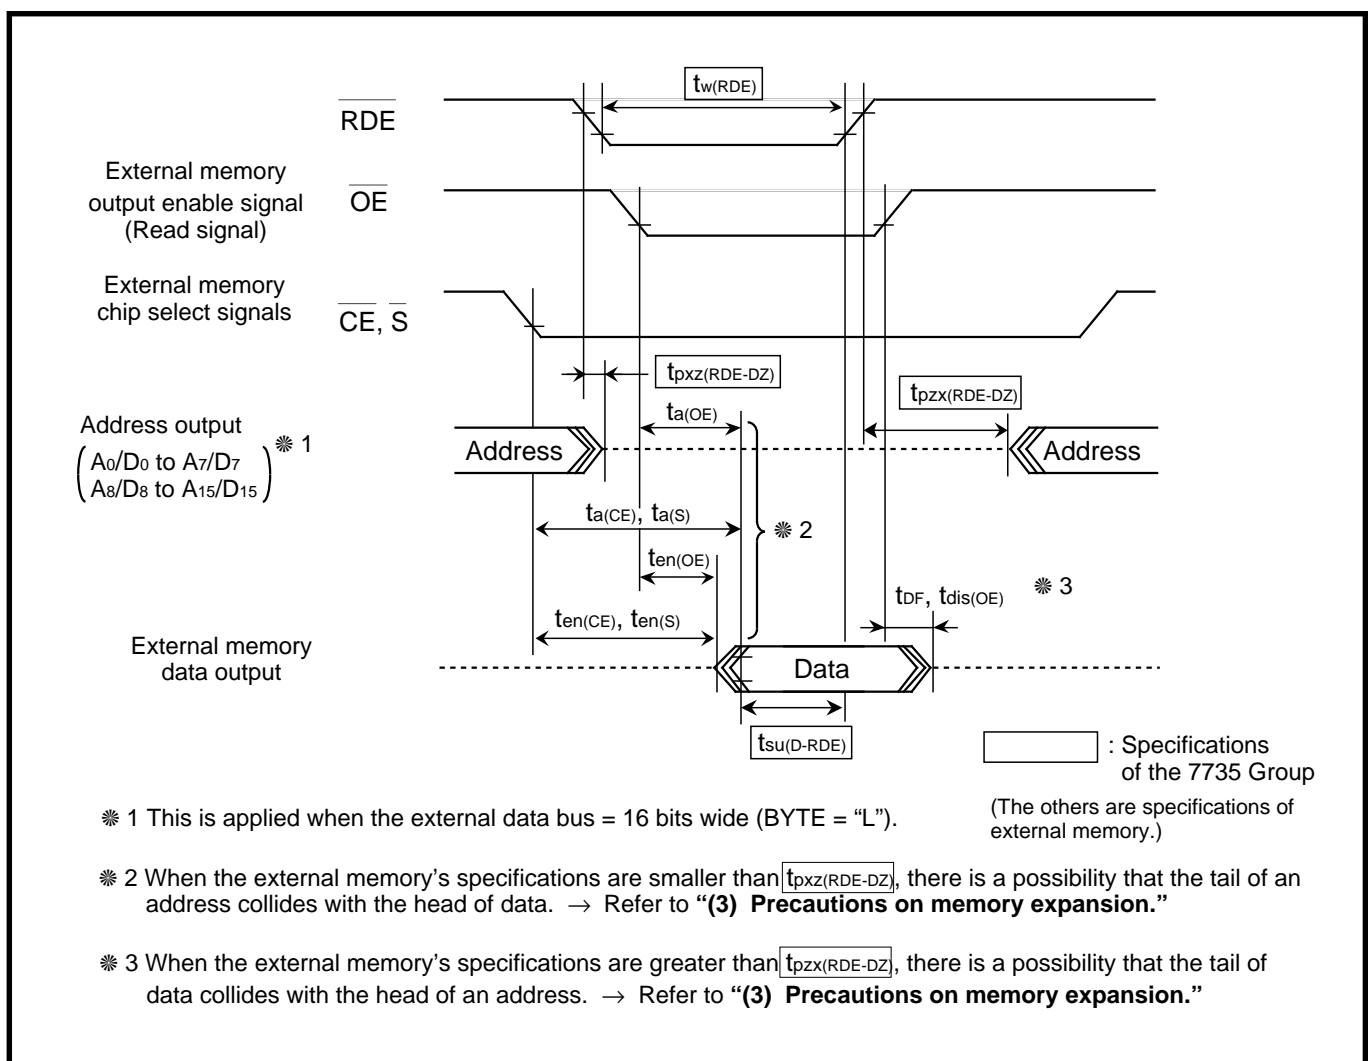 tw(RDE)
RDE
External memory
output enable signal
(Read signal)
OE
External memory
chip select signals
CE, S
tpxz(RDE-DZ)
tpzx(RDE-DZ)
ta(OE)
Address output
A0/D0 to A7/D7
A8/D8 to A15/D15
※ 1
Address
Address
ta(CE), ta(S)
※ 2
ten(OE)
tDF, tdis(OE)
※ 3
ten(CE), ten(S)
External memory
data output
Data
tsu(D-RDE)
: Specifications
of the 7735 Group
(The others are specifications of
external memory.)
※ 1 This is applied when the external data bus = 16 bits wide (BYTE = “L”).
※ 2 When the external memory’s specifications are smaller than tpxz(RDE-DZ), there is a possibility that the tail of an
address collides with the head of data. → Refer to “(3) Precautions on memory expansion.”
※ 3 When the external memory’s specifications are greater than tpzx(RDE-DZ), there is a possibility that the tail of
data collides with the head of an address. → Refer to “(3) Precautions on memory expansion.”